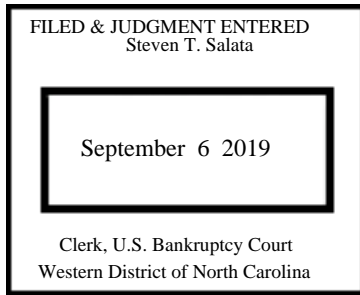 FILED & JUDGMENT ENTERED
Steven T. Salata
September 6 2019
Clerk, U.S. Bankruptcy Court
Western District of North Carolina